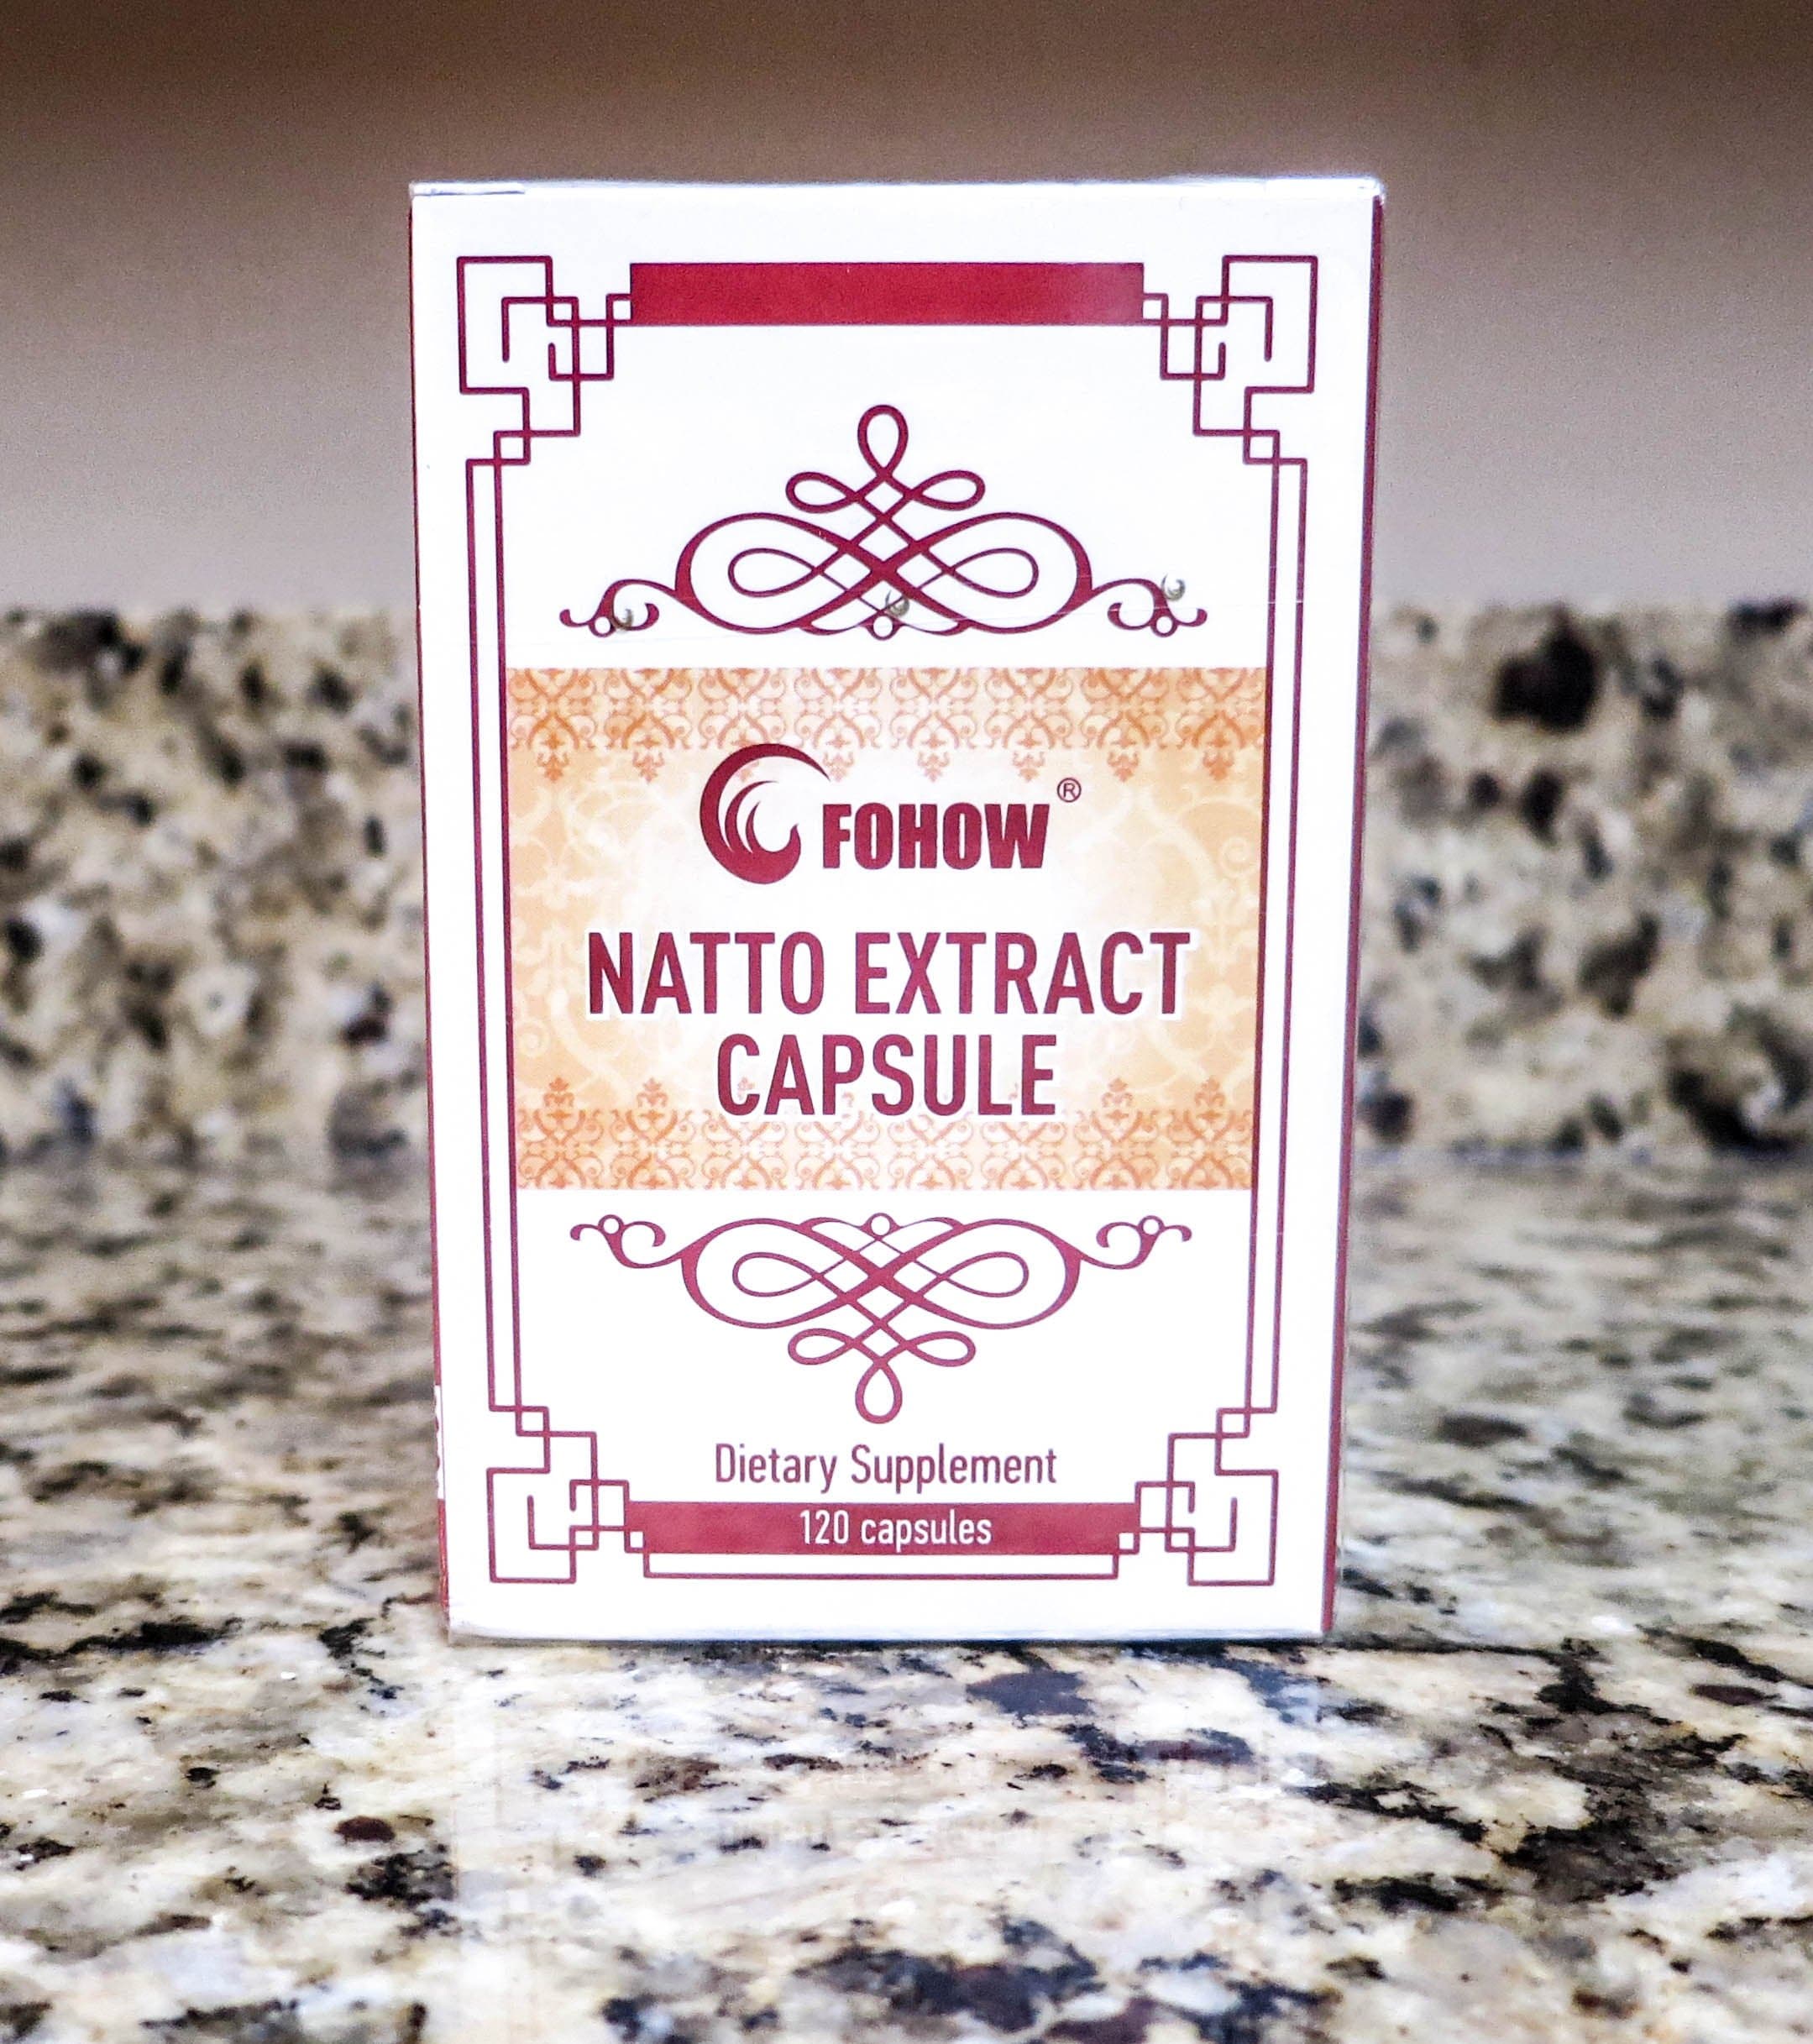 FOHOW®
NATTO EXTRACT
CAPSULE
Dietary Supplement
120 capsules